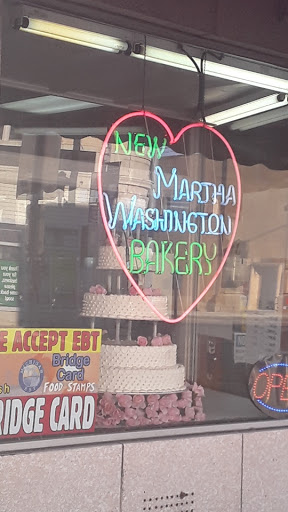 NEW
MARTHA
WASHINGTON
BAKERY
E ACCEPT EBT
Bridge
Card
FOOD STAMPS
RIDGE CARD
OPE